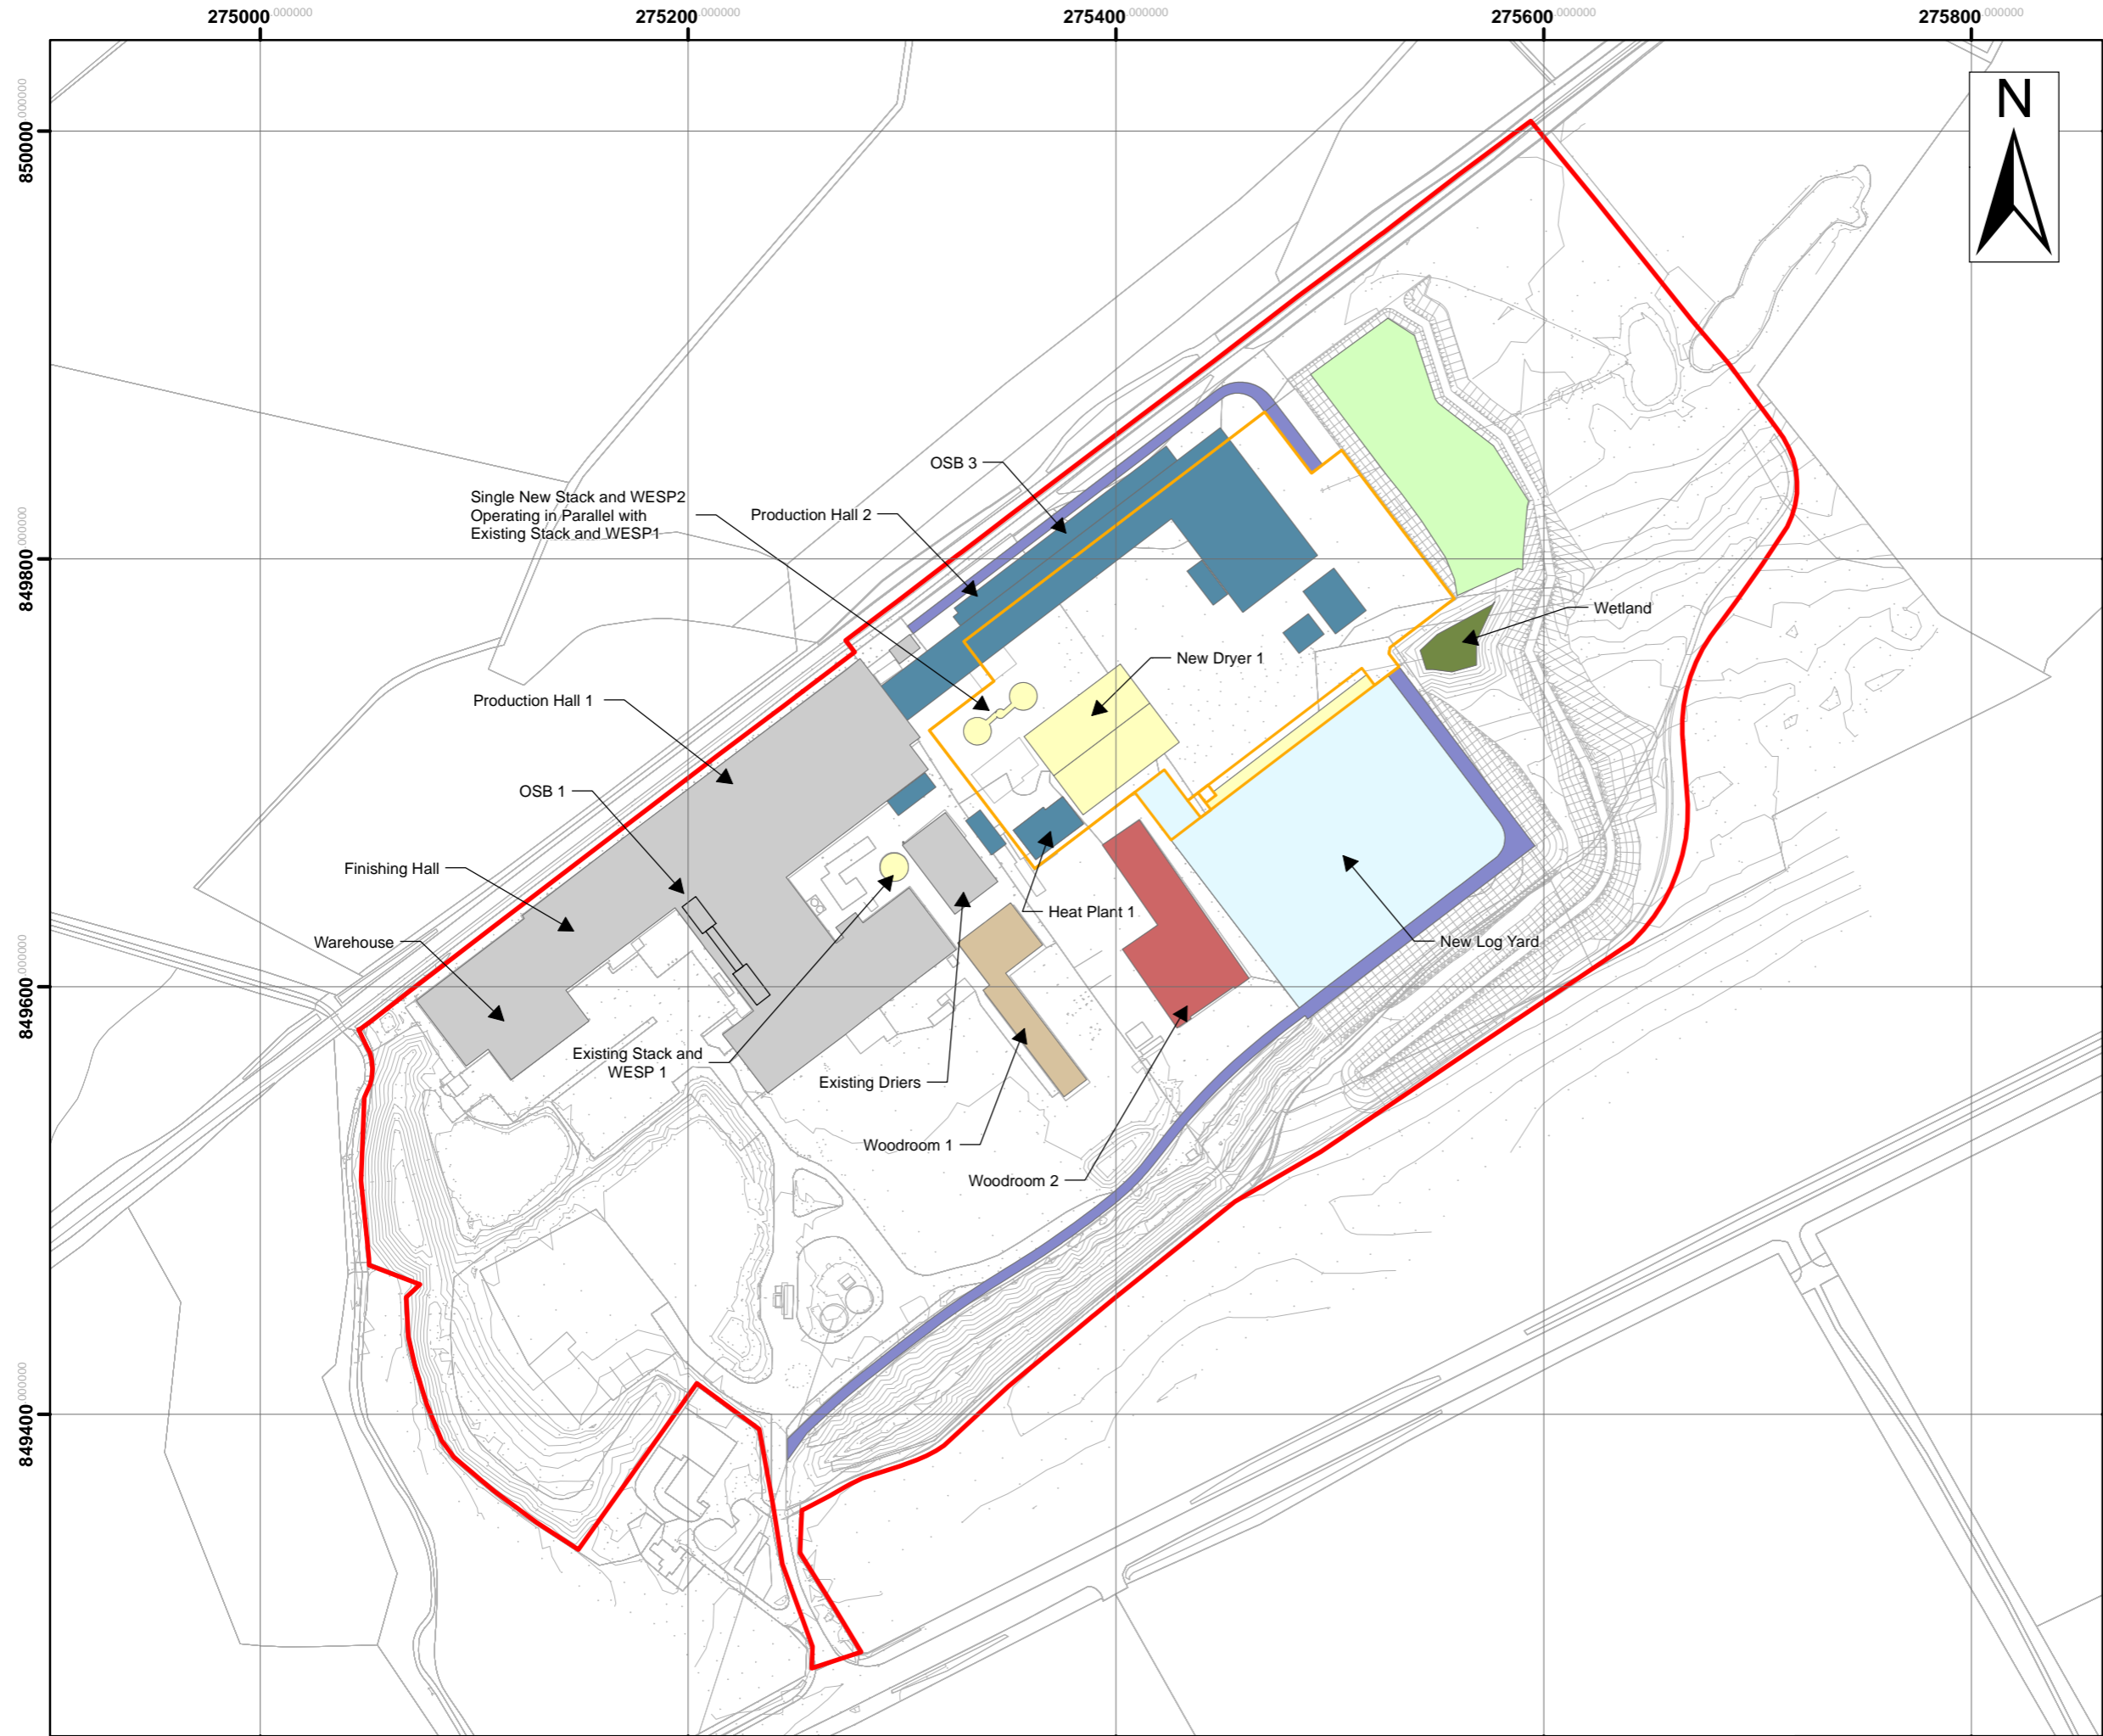 275000.000000
275200.000000
275400.000000
275600.000000
275800.000000
N
850000.000000
OSB 3
Single New Stack and WESP2
Operating in Parallel with
Existing Stack and WESP1
Production Hall 2
849800.000000
Wetland
New Dryer 1
Production Hall 1
OSB 1
Finishing Hall
Heat Plant 1
Warehouse
New Log Yard
849600.000000
Existing Stack and
WESP 1
Existing Driers
Woodroom 1
Woodroom 2
849400.000000